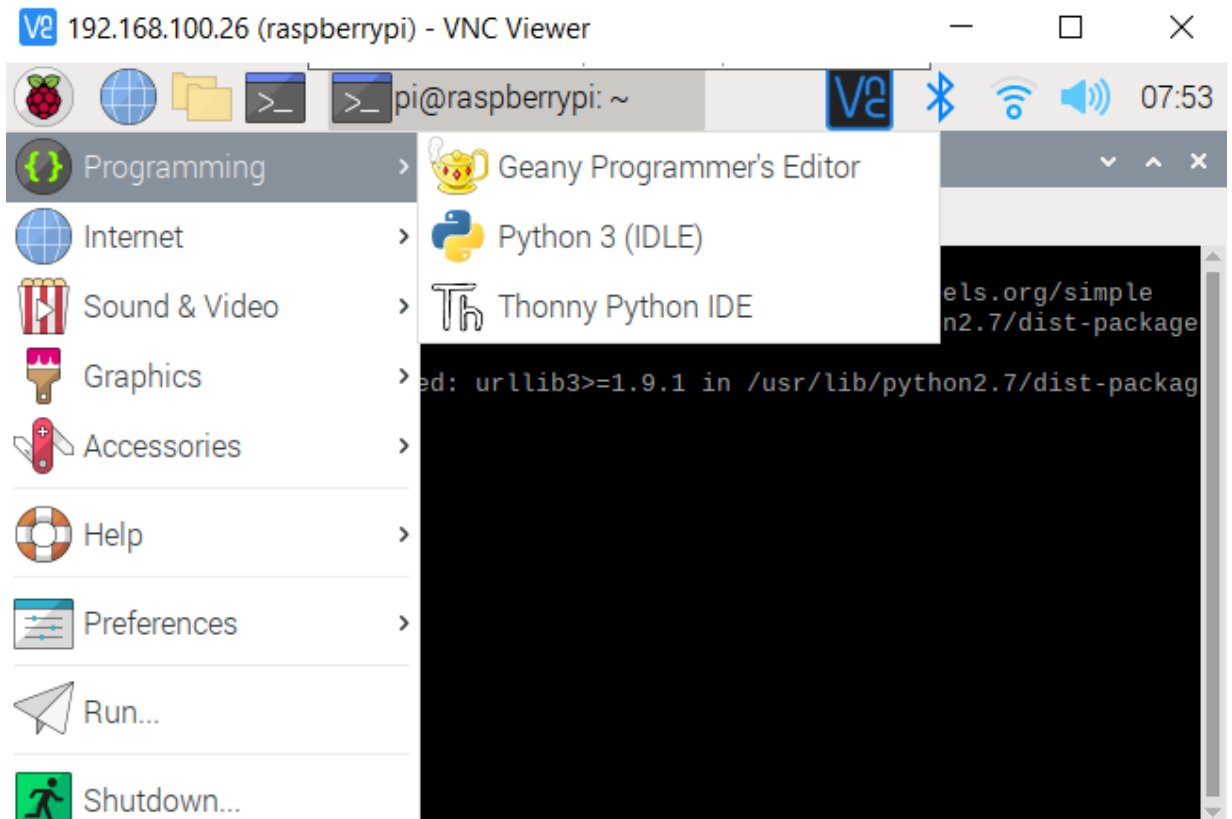 192.168.100.26 (raspberrypi) - VNC Viewer
pi@raspberrypi: ~ 07:53
Programming
Internet
Sound & Video
Graphics
Accessories
Help
Preferences
Run...
Shutdown...
Geany Programmer's Editor
Python 3 (IDLE)
Thonny Python IDE
els.org/simple
n2.7/dist-package
ed: urllib3>=1.9.1 in /usr/lib/python2.7/dist-packag